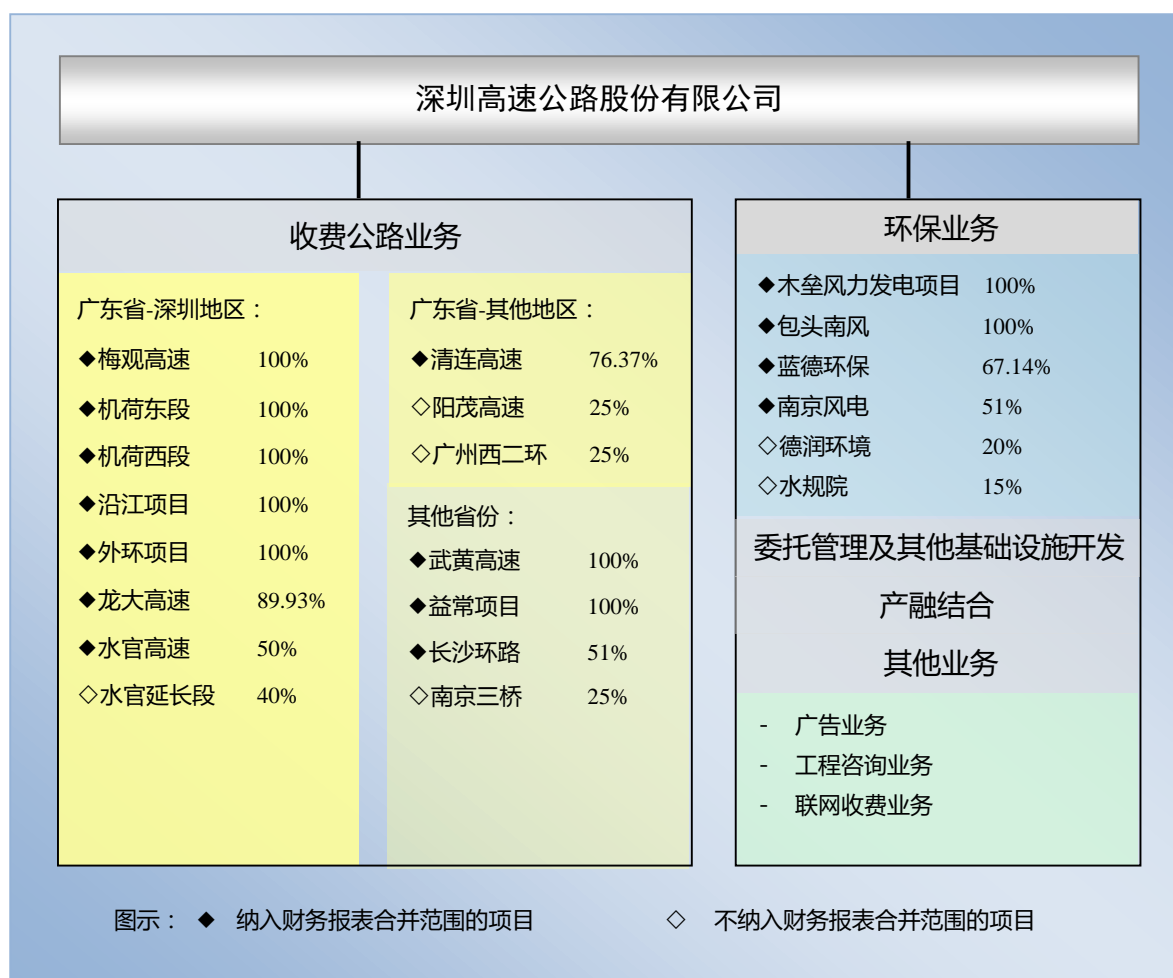 深圳高速公路股份有限公司
收费公路业务
广东省-深圳地区：
◆梅观高速 100%
◆机荷东段 100%
◆机荷西段 100%
◆沿江项目 100%
◆外环项目 100%
◆龙大高速 89.93%
◆水官高速 50%
◇水官延长段 40%
广东省-其他地区：
◆清连高速 76.37%
◇阳茂高速 25%
◇广州西二环 25%
其他省份：
◆武黄高速 100%
◆益常项目 100%
◆长沙环路 51%
◇南京三桥 25%
环保业务
◆木垒风力发电项目 100%
◆包头南风 100%
◆蓝德环保 67.14%
◆南京风电 51%
◇德润环境 20%
◇水规院 15%
委托管理及其他基础设施开发
产融结合
其他业务
- 广告业务
- 工程咨询业务
- 联网收费业务
图示：◆ 纳入财务报表合并范围的项目 ◇ 不纳入财务报表合并范围的项目